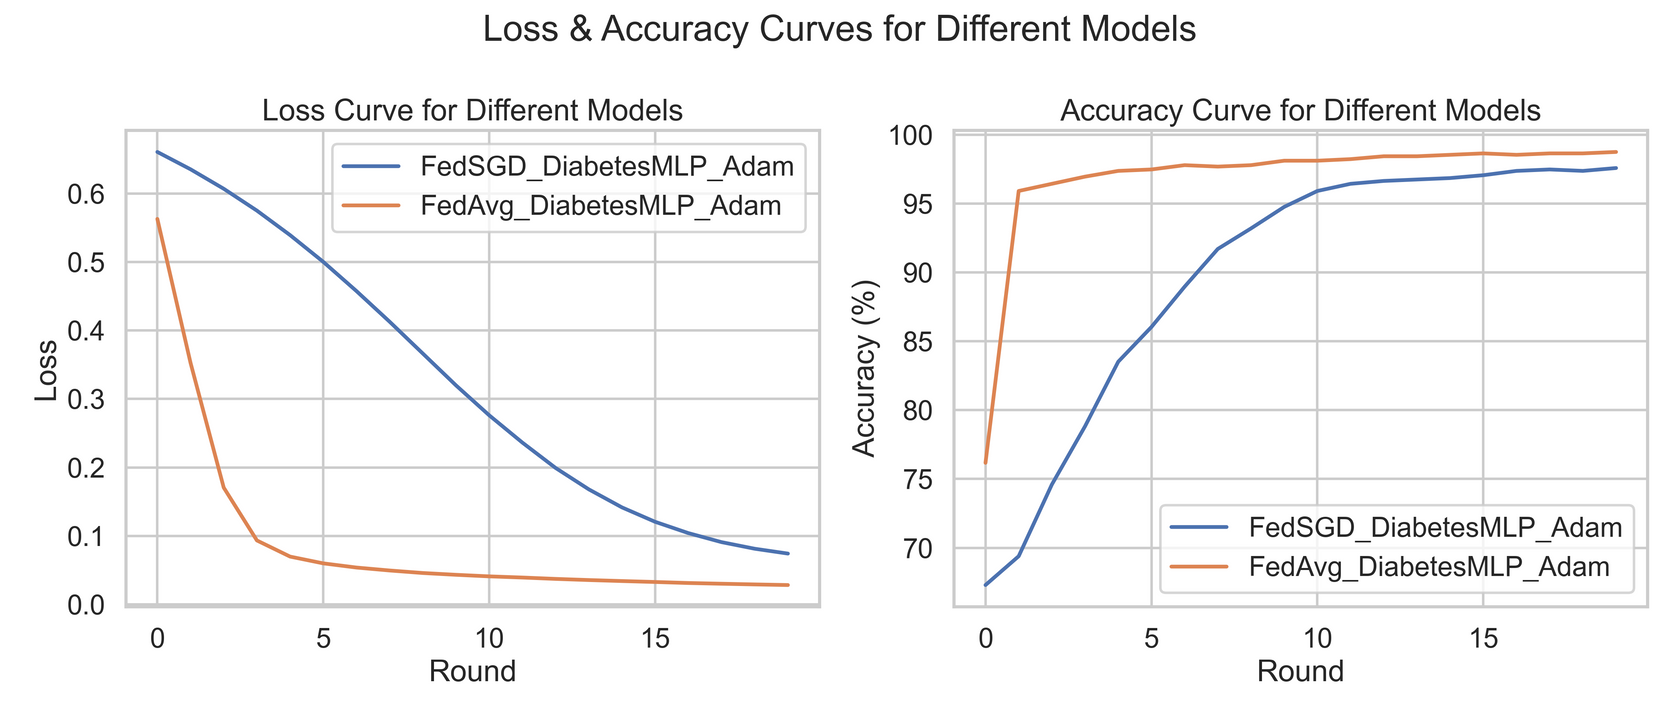 Loss & Accuracy Curves for Different Models
Loss Curve for Different Models
FedSGD_DiabetesMLP_Adam
FedAvg_DiabetesMLP_Adam
0.6
0.5
0.4
0.3
0.2
0.1
0.0
Loss
0 5 10 15
Round
Accuracy Curve for Different Models
100
95
90
85
80
75
70
Accuracy (%)
FedSGD_DiabetesMLP_Adam
FedAvg_DiabetesMLP_Adam
0 5 10 15
Round